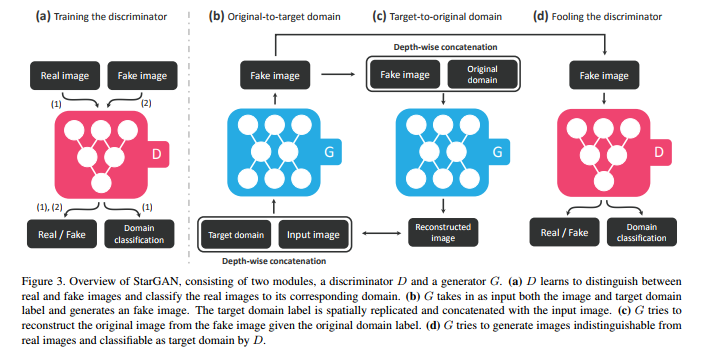 (a) Training the discriminator
(b) Original-to-target domain
(c) Target-to-original domain
(d) Fooling the discriminator
Real image
Fake image
(1)
(2)
D
(1), (2)
(1)
Real / Fake
Domain
classification
Fake image
G
Target domain
Input image
Depth-wise concatenation
Depth-wise concatenation
Fake image
Original
domain
G
Reconstructed
image
Fake image
D
Real / Fake
Domain
classification
Figure 3. Overview of StarGAN, consisting of two modules, a discriminator D and a generator G. (a) D learns to distinguish between
real and fake images and classify the real images to its corresponding domain. (b) G takes in as input both the image and target domain
label and generates an fake image. The target domain label is spatially replicated and concatenated with the input image. (c) G tries to
reconstruct the original image from the fake image given the original domain label. (d) G tries to generate images indistinguishable from
real images and classifiable as target domain by D.